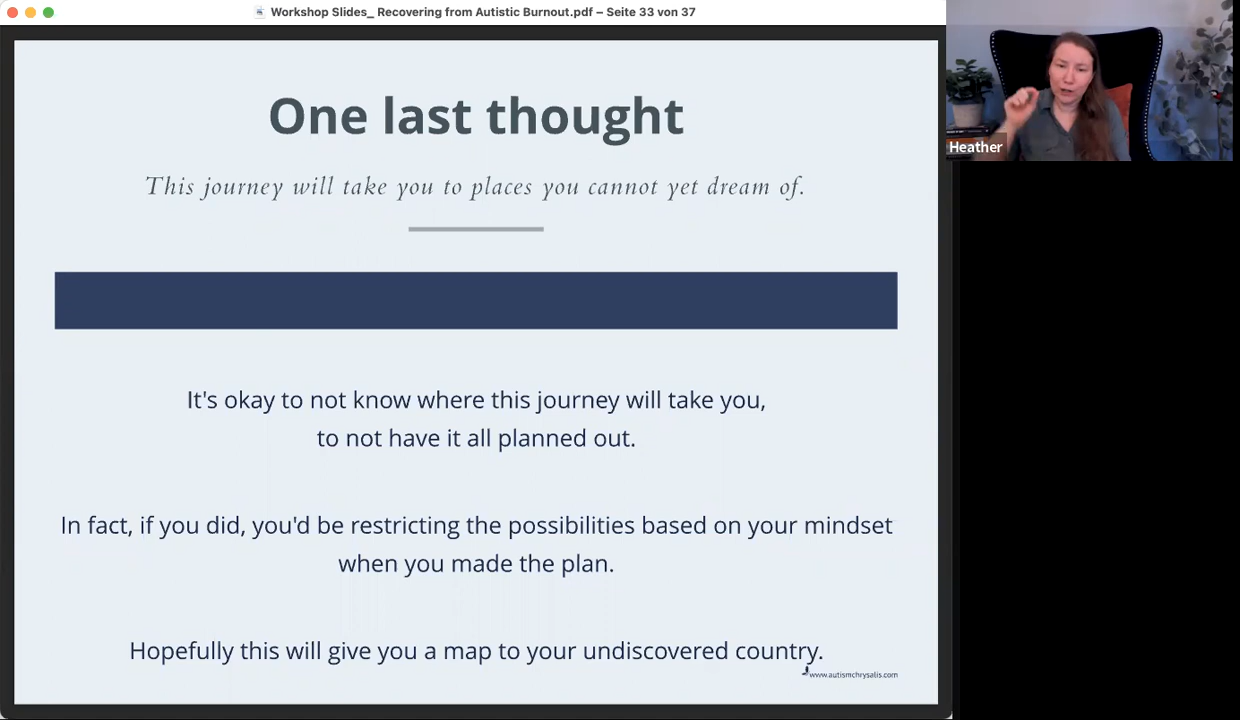 Workshop Slides_ Recovering from Autistic Burnout.pdf – Seite 33 von 37
One last thought
This journey will take you to places you cannot yet dream of.
It's okay to not know where this journey will take you,
to not have it all planned out.
In fact, if you did, you'd be restricting the possibilities based on your mindset
when you made the plan.
Hopefully this will give you a map to your undiscovered country.
www.autismchrysalis.com
Heather